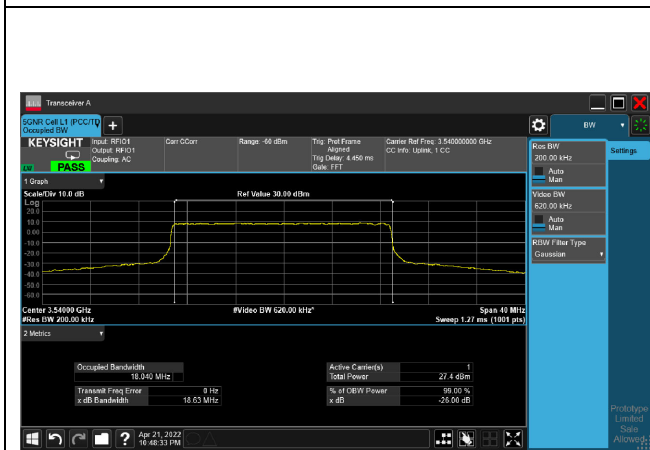 Transceiver A
5GNR Cell L1 (PCC/TD
Occupied BW
BW
KEYSIGHT
PASS
Input: RFIO1
Output: RFIO1
Coupling: AC
Corr CCorr
Range: -60 dBm
Trig: Prot Frame
Aligned
Trig Delay: 4.450 ms
Gate: FFT
Carrier Ref Freq: 3.540000000 GHz
CC Info: Uplink, 1 CC
Res BW
200.00 kHz
Auto
Man
Video BW
620.00 kHz
Auto
Man
RBW Filter Type
Gaussian
Settings
1 Graph
Scale/Div 10.0 dB
Ref Value 30.00 dBm
Log
20.0
10.0
0.00
-10.0
-20.0
-30.0
-40.0
-50.0
-60.0
Center 3.54000 GHz
#Video BW 620.00 kHz*
Span 40 MHz
#Res BW 200.00 kHz
Sweep 1.27 ms (1001 pts)
2 Metrics
Occupied Bandwidth
18.040 MHz
Active Carrier(s) 1
Total Power 27.4 dBm
Transmit Freq Error 0 Hz
x dB Bandwidth 18.63 MHz
% of OBW Power 99.00 %
x dB -26.00 dB
Prototype
Limited
Sale
Allowed
Apr 21, 2022
10:48:33 PM